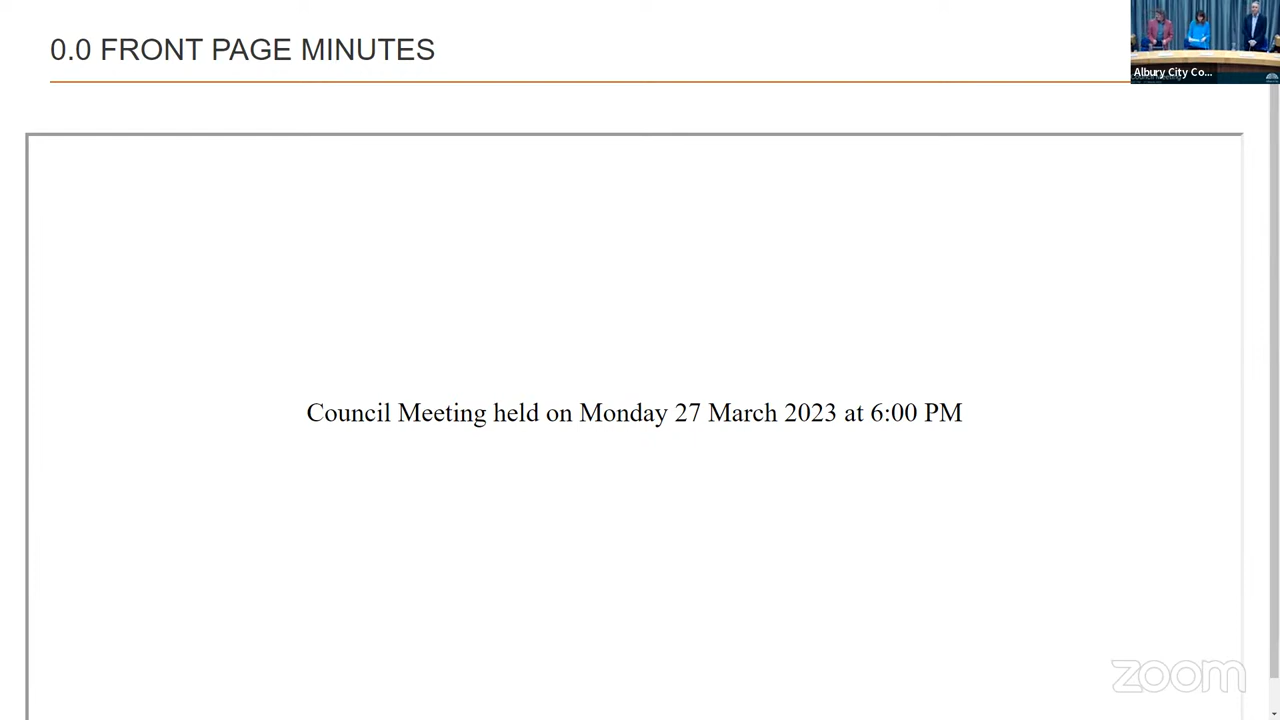 0.0 FRONT PAGE MINUTES
Albury City Co...
Council Meeting held on Monday 27 March 2023 at 6:00 PM
zoom